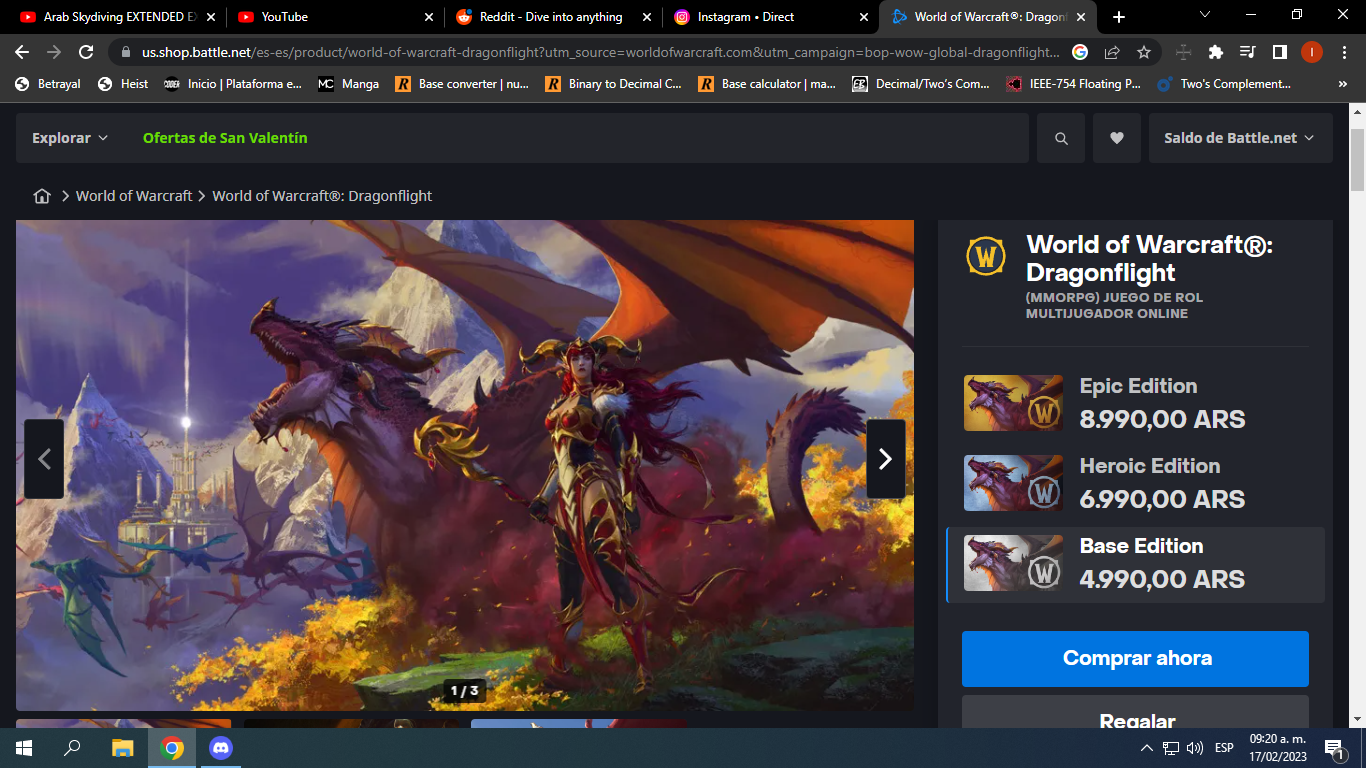 Arab Skydiving EXTENDED E
YouTube
Reddit - Dive into anything
Instagram • Direct
World of Warcraft®: Dragonfl
us.shop.battle.net/es-es/product/world-of-warcraft-dragonflight?utm_source=worldofwarcraft.com&utm_campaign=bop-wow-global-dragonflight...
I
Betrayal
Heist
Inicio | Plataforma e...
MC
Manga
R
Base converter | nu...
R
Binary to Decimal C...
R
Base calculator | ma...
Decimal/Two's Com...
IEEE-754 Floating P...
Two's Complement...
»
Explorar
Ofertas de San Valentín
Saldo de Battle.net
World of Warcraft
World of Warcraft®: Dragonflight
W
World of Warcraft®:
Dragonflight
(MMORPG) JUEGO DE ROL
MULTIJUGADOR ONLINE
W
Epic Edition
8.990,00 ARS
W
Heroic Edition
6.990,00 ARS
W
Base Edition
4.990,00 ARS
Comprar ahora
Regalar
1 / 3
ESP
09:20 a. m.
17/02/2023
1